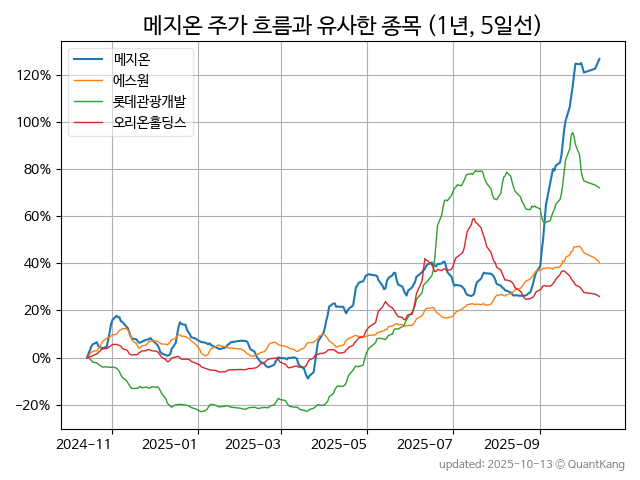 메지온 주가 흐름과 유사한 종목 (1년, 5일선)
메지온
에스원
롯데관광개발
오리온홀딩스
120%
100%
80%
60%
40%
20%
0%
−20%
2024-11 2025-01 2025-03 2025-05 2025-07 2025-09
updated: 2025-10-13 © QuantKang